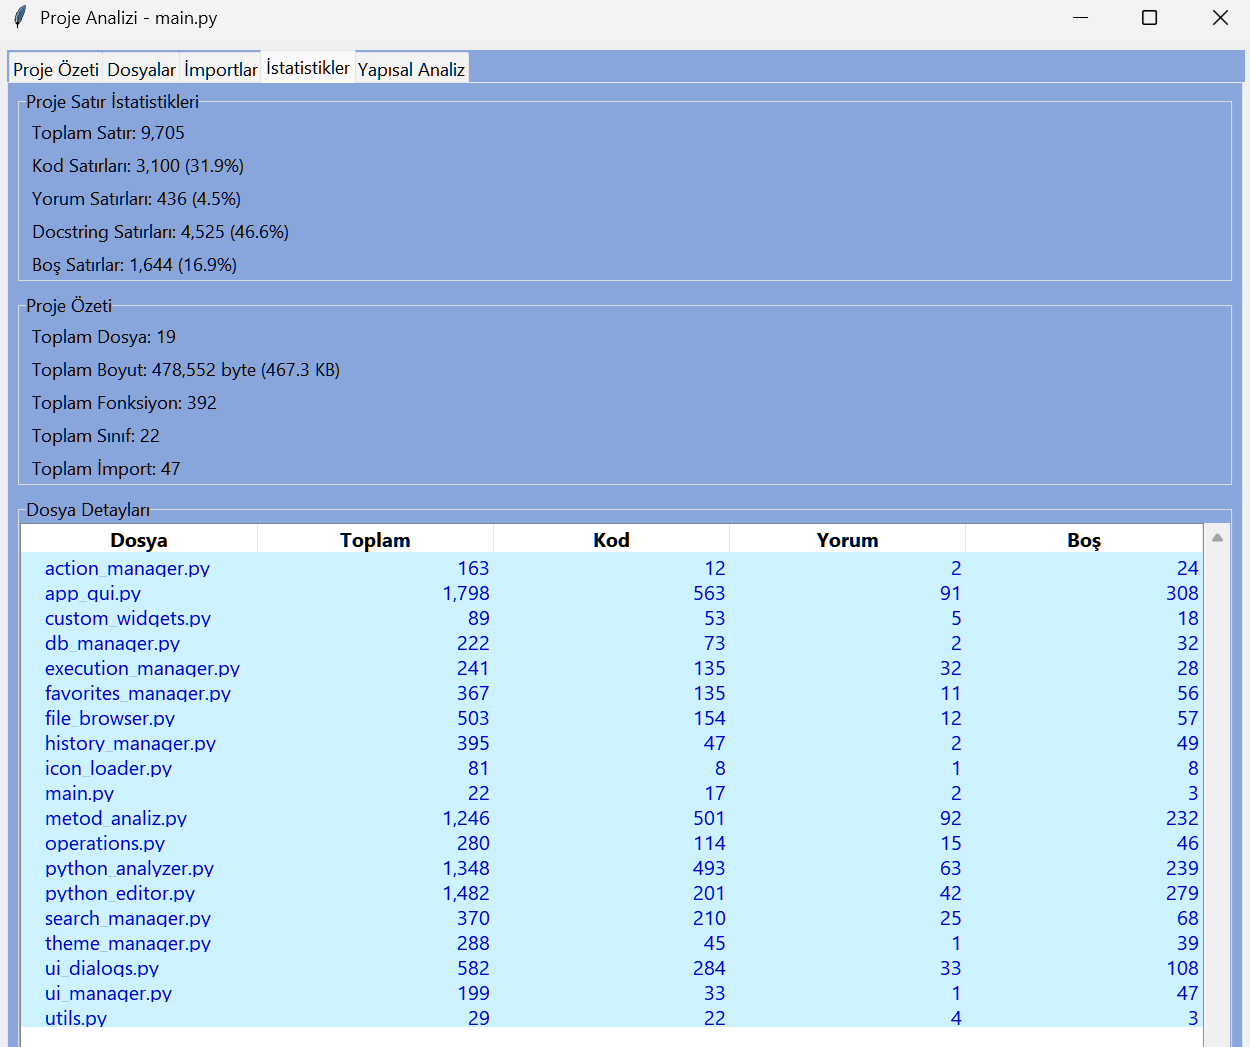 Proje Analizi - main.py
Proje Özeti Dosyalar İmportlar İstatistikler Yapısal Analiz
Proje Satır İstatistikleri
Toplam Satır: 9,705
Kod Satırları: 3,100 (31.9%)
Yorum Satırları: 436 (4.5%)
Docstring Satırları: 4,525 (46.6%)
Boş Satırlar: 1,644 (16.9%)
Proje Özeti
Toplam Dosya: 19
Toplam Boyut: 478,552 byte (467.3 KB)
Toplam Fonksiyon: 392
Toplam Sınıf: 22
Toplam İmport: 47
Dosya Detayları
Dosya Toplam Kod Yorum Boş
action_manager.py 163 12 2 24
app_gui.py 1,798 563 91 308
custom_widgets.py 89 53 5 18
db_manager.py 222 73 2 32
execution_manager.py 241 135 32 28
favorites_manager.py 367 135 11 56
file_browser.py 503 154 12 57
history_manager.py 395 47 2 49
icon_loader.py 81 8 1 8
main.py 22 17 2 3
metod_analiz.py 1,246 501 92 232
operations.py 280 114 15 46
python_analyzer.py 1,348 493 63 239
python_editor.py 1,482 201 42 279
search_manager.py 370 210 25 68
theme_manager.py 288 45 1 39
ui_dialogs.py 582 284 33 108
ui_manager.py 199 33 1 47
utils.py 29 22 4 3